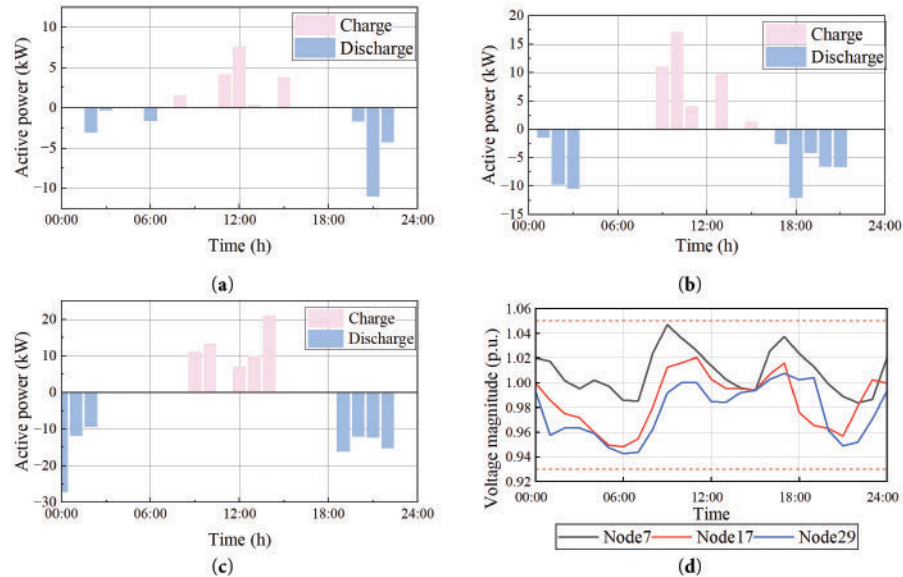 10
5
0
−5
−10
Active power (kW)
Charge
Discharge
00:00 06:00 12:00 18:00 24:00
Time (h)
(a)
20
15
10
5
0
−5
−10
−15
Active power (kW)
Charge
Discharge
00:00 06:00 12:00 18:00 24:00
Time (h)
(b)
20
10
0
−10
−20
−30
Active power (kW)
Charge
Discharge
00:00 06:00 12:00 18:00 24:00
Time (h)
(c)
1.06
1.04
1.02
1.00
0.98
0.96
0.94
0.92
Voltage magnitude (p.u.)
00:00 06:00 12:00 18:00 24:00
Time
Node7 Node17 Node29
(d)